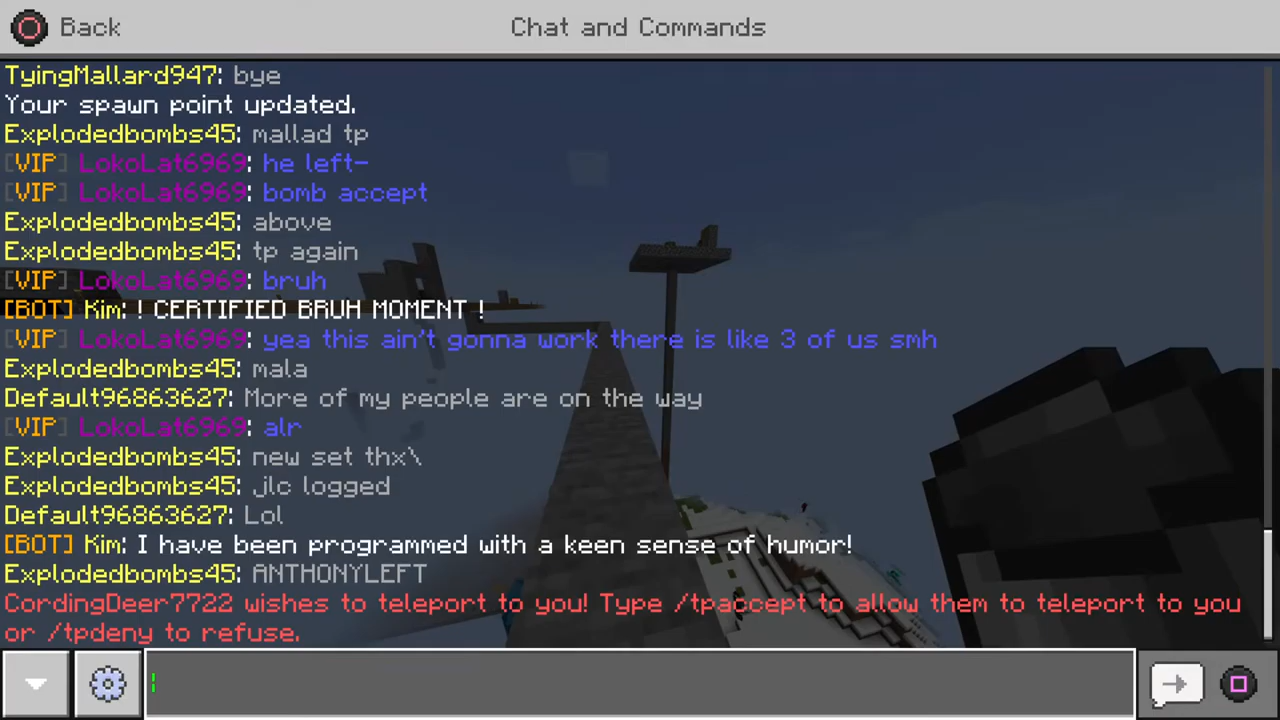 Back
Chat and Commands
TyingMallard947: bye
Your spawn point updated.
Explodedbombs45: mallad tp
[VIP] LokoLat6969: he left-
[VIP] LokoLat6969: bomb accept
Explodedbombs45: above
Explodedbombs45: tp again
[VIP] LokoLat6969: bruh
[BOT] Kim: ! CERTIFIED BRUH MOMENT !
[VIP] LokoLat6969: yea this ain't gonna work there is like 3 of us smh
Explodedbombs45: mala
Default96863627: More of my people are on the way
[VIP] LokoLat6969: alr
Explodedbombs45: new set thx\
Explodedbombs45: jlc logged
Default96863627: Lol
[BOT] Kim: I have been programmed with a keen sense of humor!
Explodedbombs45: ANTHONYLEFT
CordingDeer7722 wishes to teleport to you! Type /tpaccept to allow them to teleport to you
or /tpdeny to refuse.